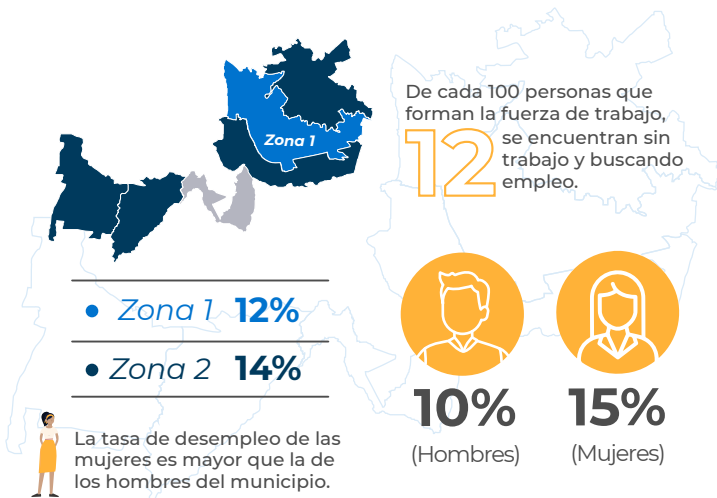 Zona 1
De cada 100 personas que
forman la fuerza de trabajo,
12 se encuentran sin
trabajo y buscando
empleo.
Zona 1 12%
Zona 2 14%
La tasa de desempleo de las
mujeres es mayor que la de
los hombres del municipio.
10%
(Hombres)
15%
(Mujeres)